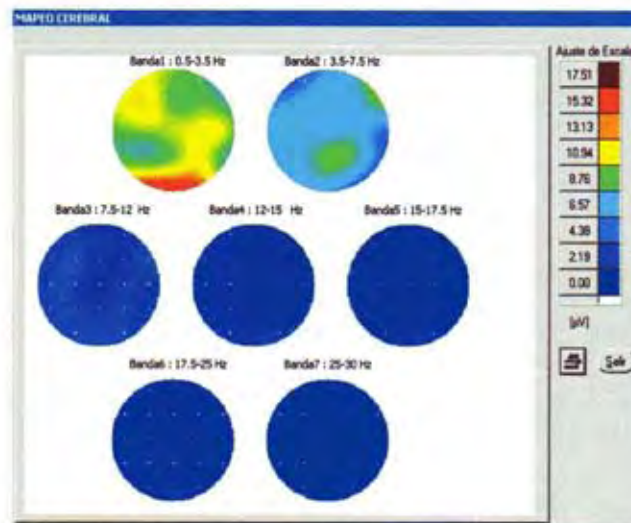 MAPEO CEREBRAL
Banda1 : 0.5-3.5 Hz
Banda2 : 3.5-7.5 Hz
Ajuste de Escala
17.51
15.32
13.13
10.94
8.76
6.57
4.38
2.19
0.00
[µV]
Salir
Banda3 : 7.5-12 Hz
Banda4 : 12-15 Hz
Banda5 : 15-17.5 Hz
Banda6 : 17.5-25 Hz
Banda7 : 25-30 Hz